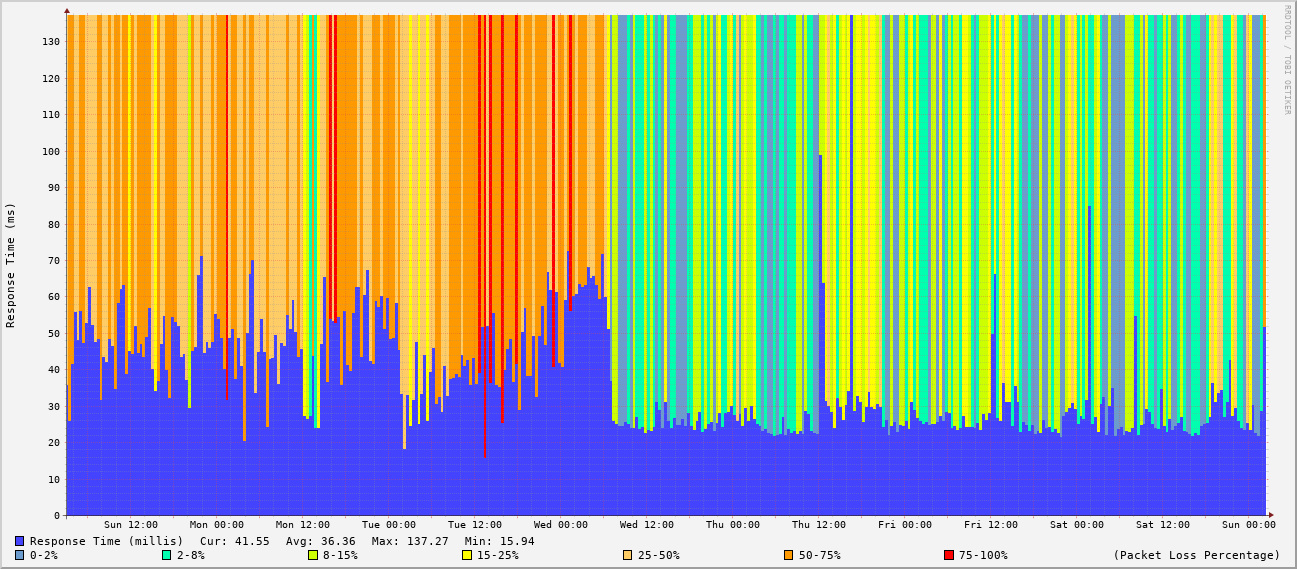 RRDTOOL / TOBI OETIKER
Response Time (ms)
130
120
110
100
90
80
70
60
50
40
30
20
10
0
Sun 12:00 Mon 00:00 Mon 12:00 Tue 00:00 Tue 12:00 Wed 00:00 Wed 12:00 Thu 00:00 Thu 12:00 Fri 00:00 Fri 12:00 Sat 00:00 Sat 12:00 Sun 00:00
Response Time (millis) Cur: 41.55 Avg: 36.36 Max: 137.27 Min: 15.94
0-2% 2-8% 8-15% 15-25% 25-50% 50-75% 75-100% (Packet Loss Percentage)